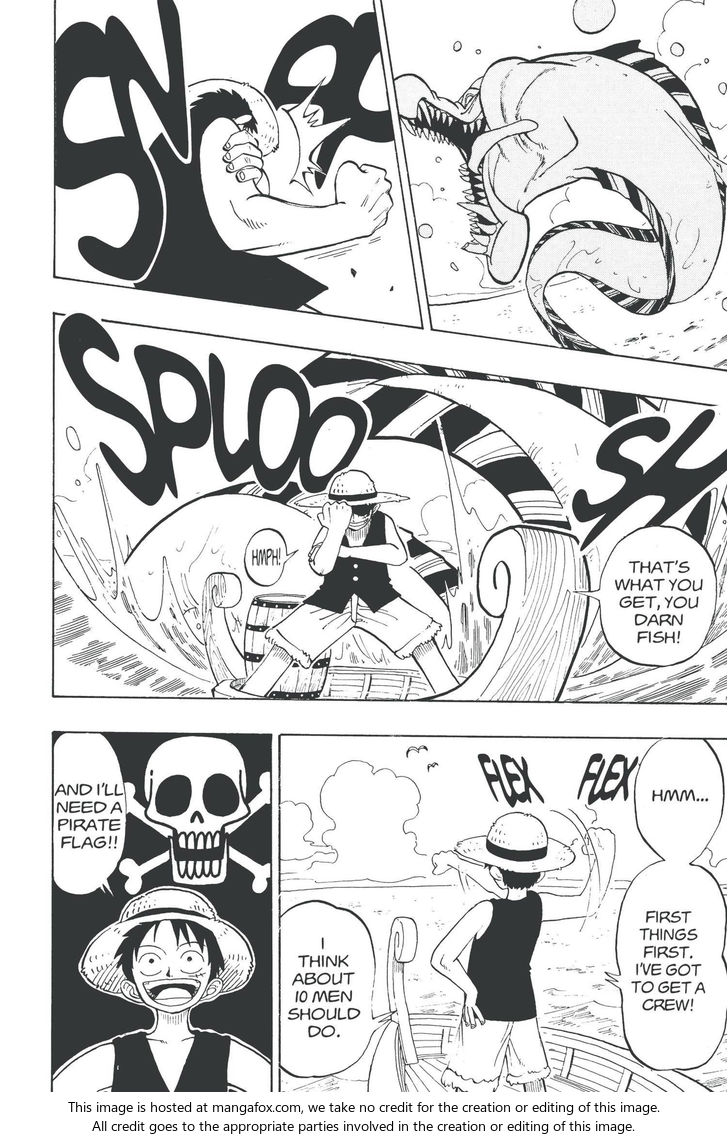 SNAP
SPLOO
SH
HMPH!
THAT'S
WHAT YOU
GET, YOU
DARN
FISH!
FLEX
FLEX
HMM...
FIRST
THINGS
FIRST.
I'VE GOT
TO GET A
CREW!
I
THINK
ABOUT
10 MEN
SHOULD
DO.
AND I'LL
NEED A
PIRATE
FLAG!!
This image is hosted at mangafox.com, we take no credit for the creation or editing of this image.
All credit goes to the appropriate parties involved in the creation or editing of this image.